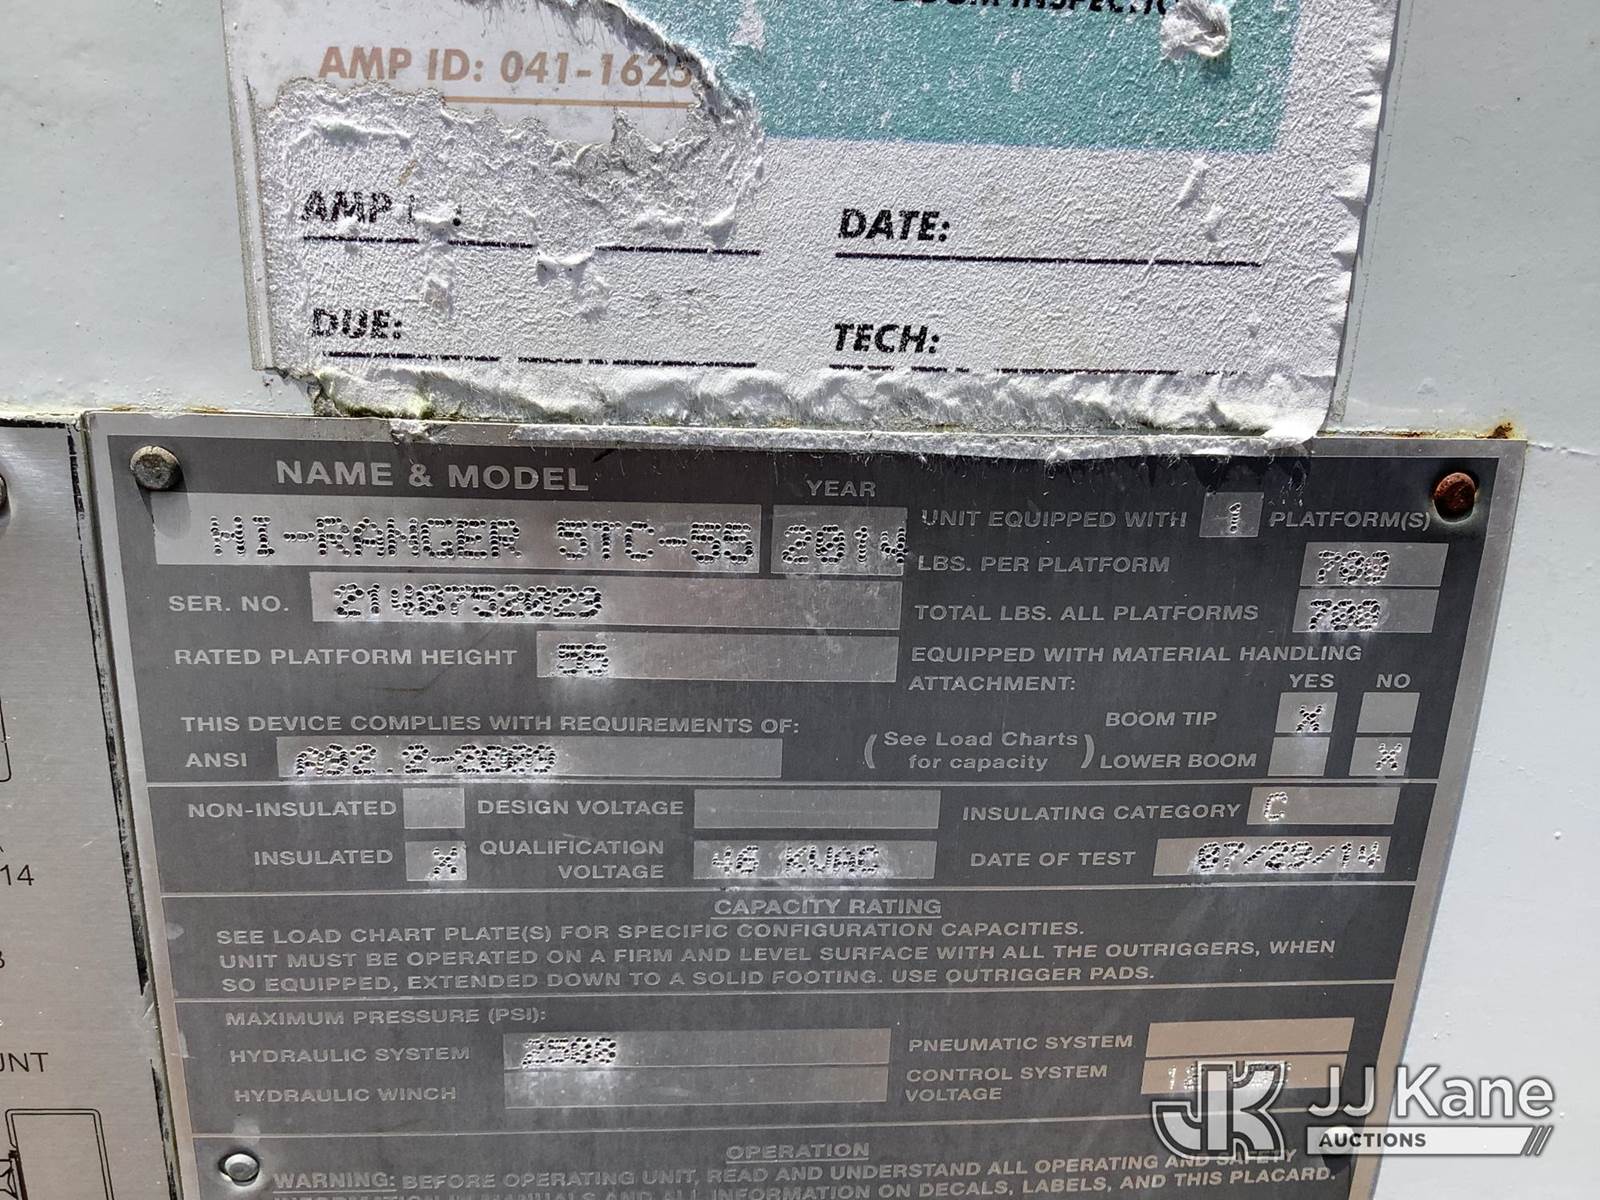 AMP ID: 041-1625
AMP
DATE:
DUE:
TECH:
NAME & MODEL
YEAR
HI-RANGER 5TC-55
2014
UNIT EQUIPPED WITH 1 PLATFORM(S)
LBS. PER PLATFORM 700
SER. NO. 2140752029
TOTAL LBS. ALL PLATFORMS 700
RATED PLATFORM HEIGHT 55
EQUIPPED WITH MATERIAL HANDLING
ATTACHMENT:
YES NO
THIS DEVICE COMPLIES WITH REQUIREMENTS OF:
BOOM TIP X
ANSI A92.2-2009
(See Load Charts
for capacity)
LOWER BOOM X
NON-INSULATED
DESIGN VOLTAGE
INSULATING CATEGORY C
INSULATED X
QUALIFICATION
VOLTAGE
46 KVAC
DATE OF TEST 07/23/14
CAPACITY RATING
SEE LOAD CHART PLATE(S) FOR SPECIFIC CONFIGURATION CAPACITIES.
UNIT MUST BE OPERATED ON A FIRM AND LEVEL SURFACE WITH ALL THE OUTRIGGERS, WHEN
SO EQUIPPED, EXTENDED DOWN TO A SOLID FOOTING. USE OUTRIGGER PADS.
MAXIMUM PRESSURE (PSI):
HYDRAULIC SYSTEM 2500
PNEUMATIC SYSTEM
HYDRAULIC WINCH
CONTROL SYSTEM
VOLTAGE
OPERATION
WARNING: BEFORE OPERATING UNIT, READ AND UNDERSTAND ALL OPERATING AND SAFETY
INFORMATION IN MANUALS AND ALL INFORMATION ON DECALS, LABELS, AND THIS PLACARD.
14
JJ Kane
AUCTIONS